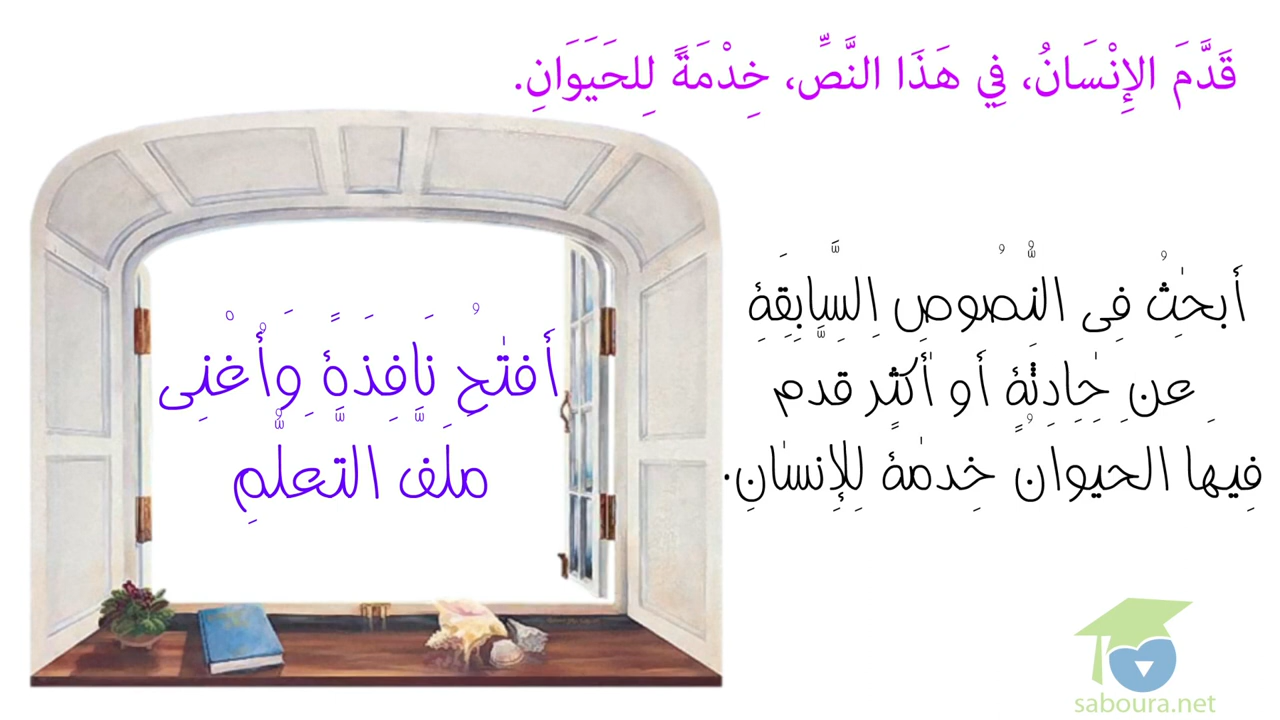 قَدَّمَ الإِنْسَانُ، فِي هَذَا النَّصِّ، خِدْمَةً لِلحَيَوَانِ.
أَبْحَثُ فِي النُّصُوصِ السَّابِقَةِ
عَنْ حَادِثَةٍ أَوْ أَكْثَرَ قَدَّمَ
فِيهَا الحَيَوَانُ خِدْمَةً لِلإِنْسَانِ.
أَفْتَحُ نَافِذَةً وَأُغْنِي
مَلَفَّ التَّعَلُّمِ
saboura.net